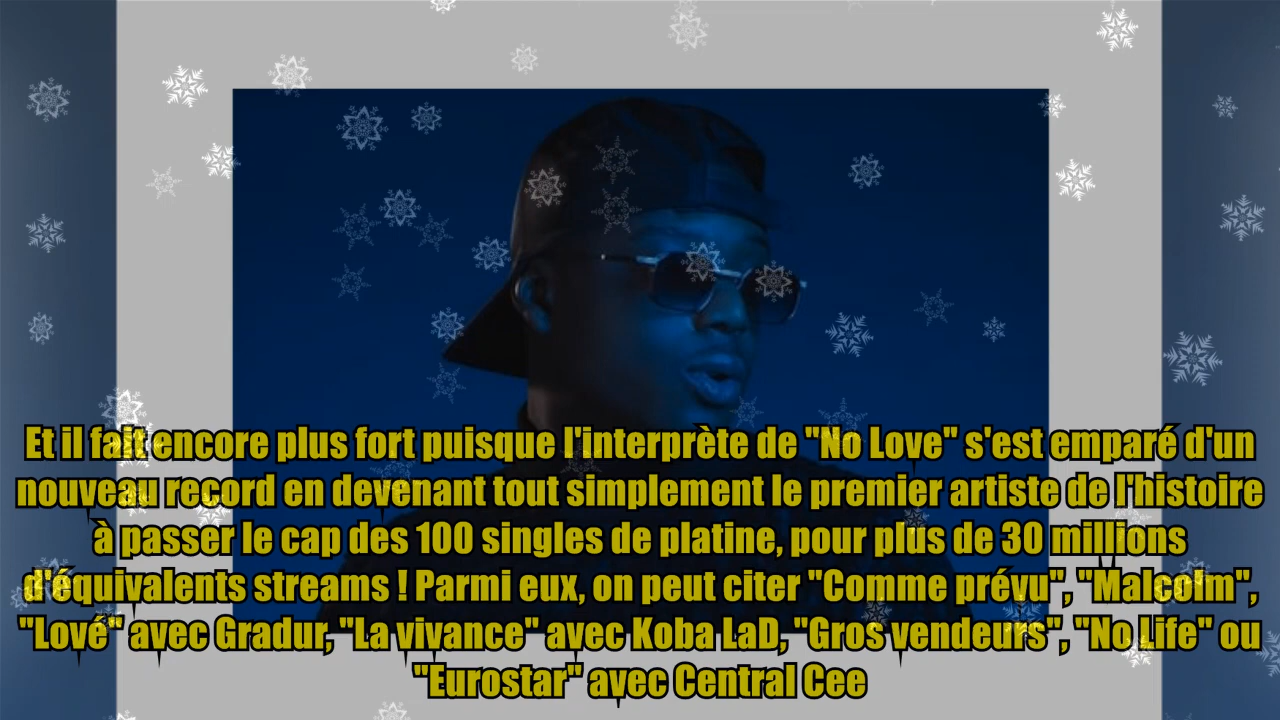 Et il fait encore plus fort puisque l'interprète de "No Love" s'est emparé d'un
nouveau record en devenant tout simplement le premier artiste de l'histoire
à passer le cap des 100 singles de platine, pour plus de 30 millions
d'équivalents streams ! Parmi eux, on peut citer "Comme prévu", "Malcolm",
"Lové" avec Gradur, "La vivance" avec Koba LaD, "Gros vendeurs", "No Life" ou
"Eurostar" avec Central Cee